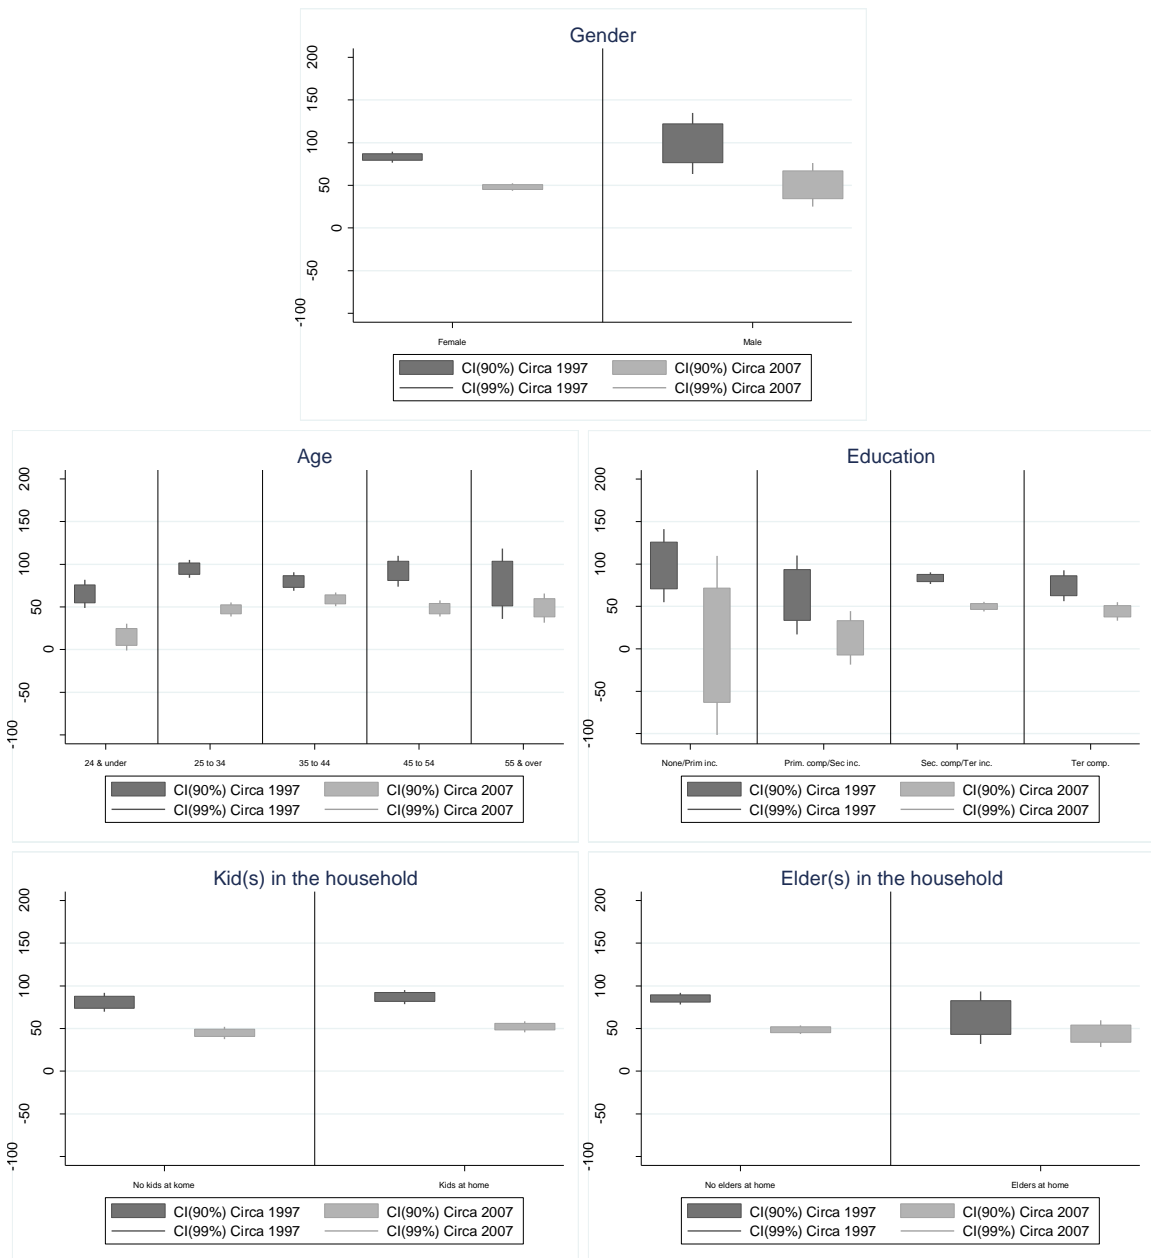 Gender
200
150
100
50
0
-50
-100
Female Male
CI(90%) Circa 1997 CI(90%) Circa 2007
CI(99%) Circa 1997 CI(99%) Circa 2007
Age
200
150
100
50
0
-50
-100
24 & under 25 to 34 35 to 44 45 to 54 55 & over
CI(90%) Circa 1997 CI(90%) Circa 2007
CI(99%) Circa 1997 CI(99%) Circa 2007
Education
200
150
100
50
0
-50
-100
None/Prim inc. Prim. comp/Sec inc. Sec. comp/Ter inc. Ter comp.
CI(90%) Circa 1997 CI(90%) Circa 2007
CI(99%) Circa 1997 CI(99%) Circa 2007
Kid(s) in the household
200
150
100
50
0
-50
-100
No kids at kome Kids at home
CI(90%) Circa 1997 CI(90%) Circa 2007
CI(99%) Circa 1997 CI(99%) Circa 2007
Elder(s) in the household
200
150
100
50
0
-50
-100
No elders at home Elders at home
CI(90%) Circa 1997 CI(90%) Circa 2007
CI(99%) Circa 1997 CI(99%) Circa 2007